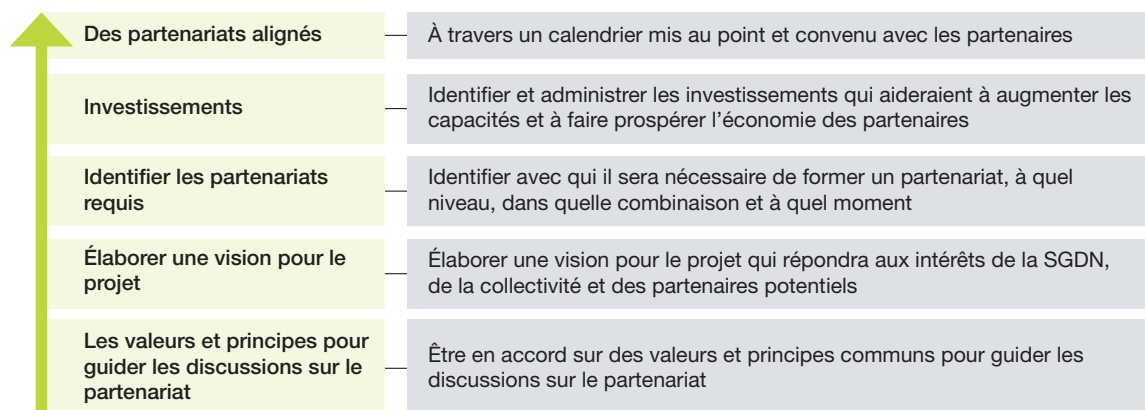 Des partenariats alignés
À travers un calendrier mis au point et convenu avec les partenaires
Investissements
Identifier et administrer les investissements qui aideraient à augmenter les
capacités et à faire prospérer l’économie des partenaires
Identifier les partenariats
requis
Identifier avec qui il sera nécessaire de former un partenariat, à quel
niveau, dans quelle combinaison et à quel moment
Élaborer une vision pour le
projet
Élaborer une vision pour le projet qui répondra aux intérêts de la SGDN,
de la collectivité et des partenaires potentiels
Les valeurs et principes pour
guider les discussions sur le
partenariat
Être en accord sur des valeurs et principes communs pour guider les
discussions sur le partenariat